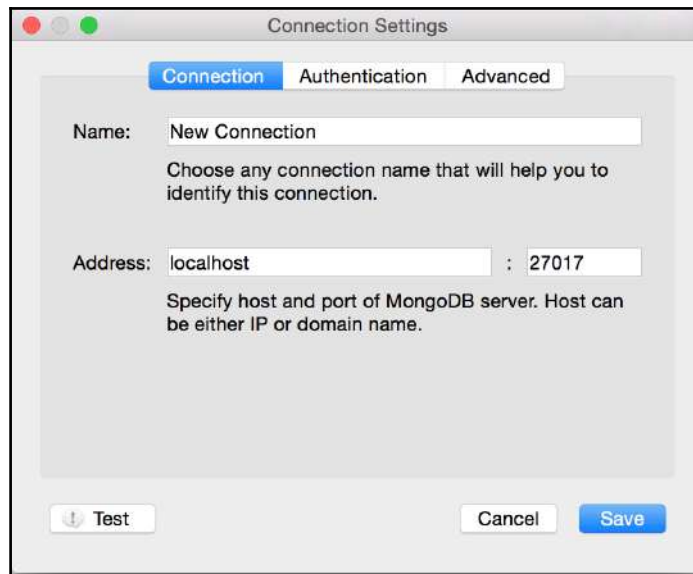 Connection Settings
Connection Authentication Advanced
Name: New Connection
Choose any connection name that will help you to
identify this connection.
Address: localhost : 27017
Specify host and port of MongoDB server. Host can
be either IP or domain name.
! Test Cancel Save